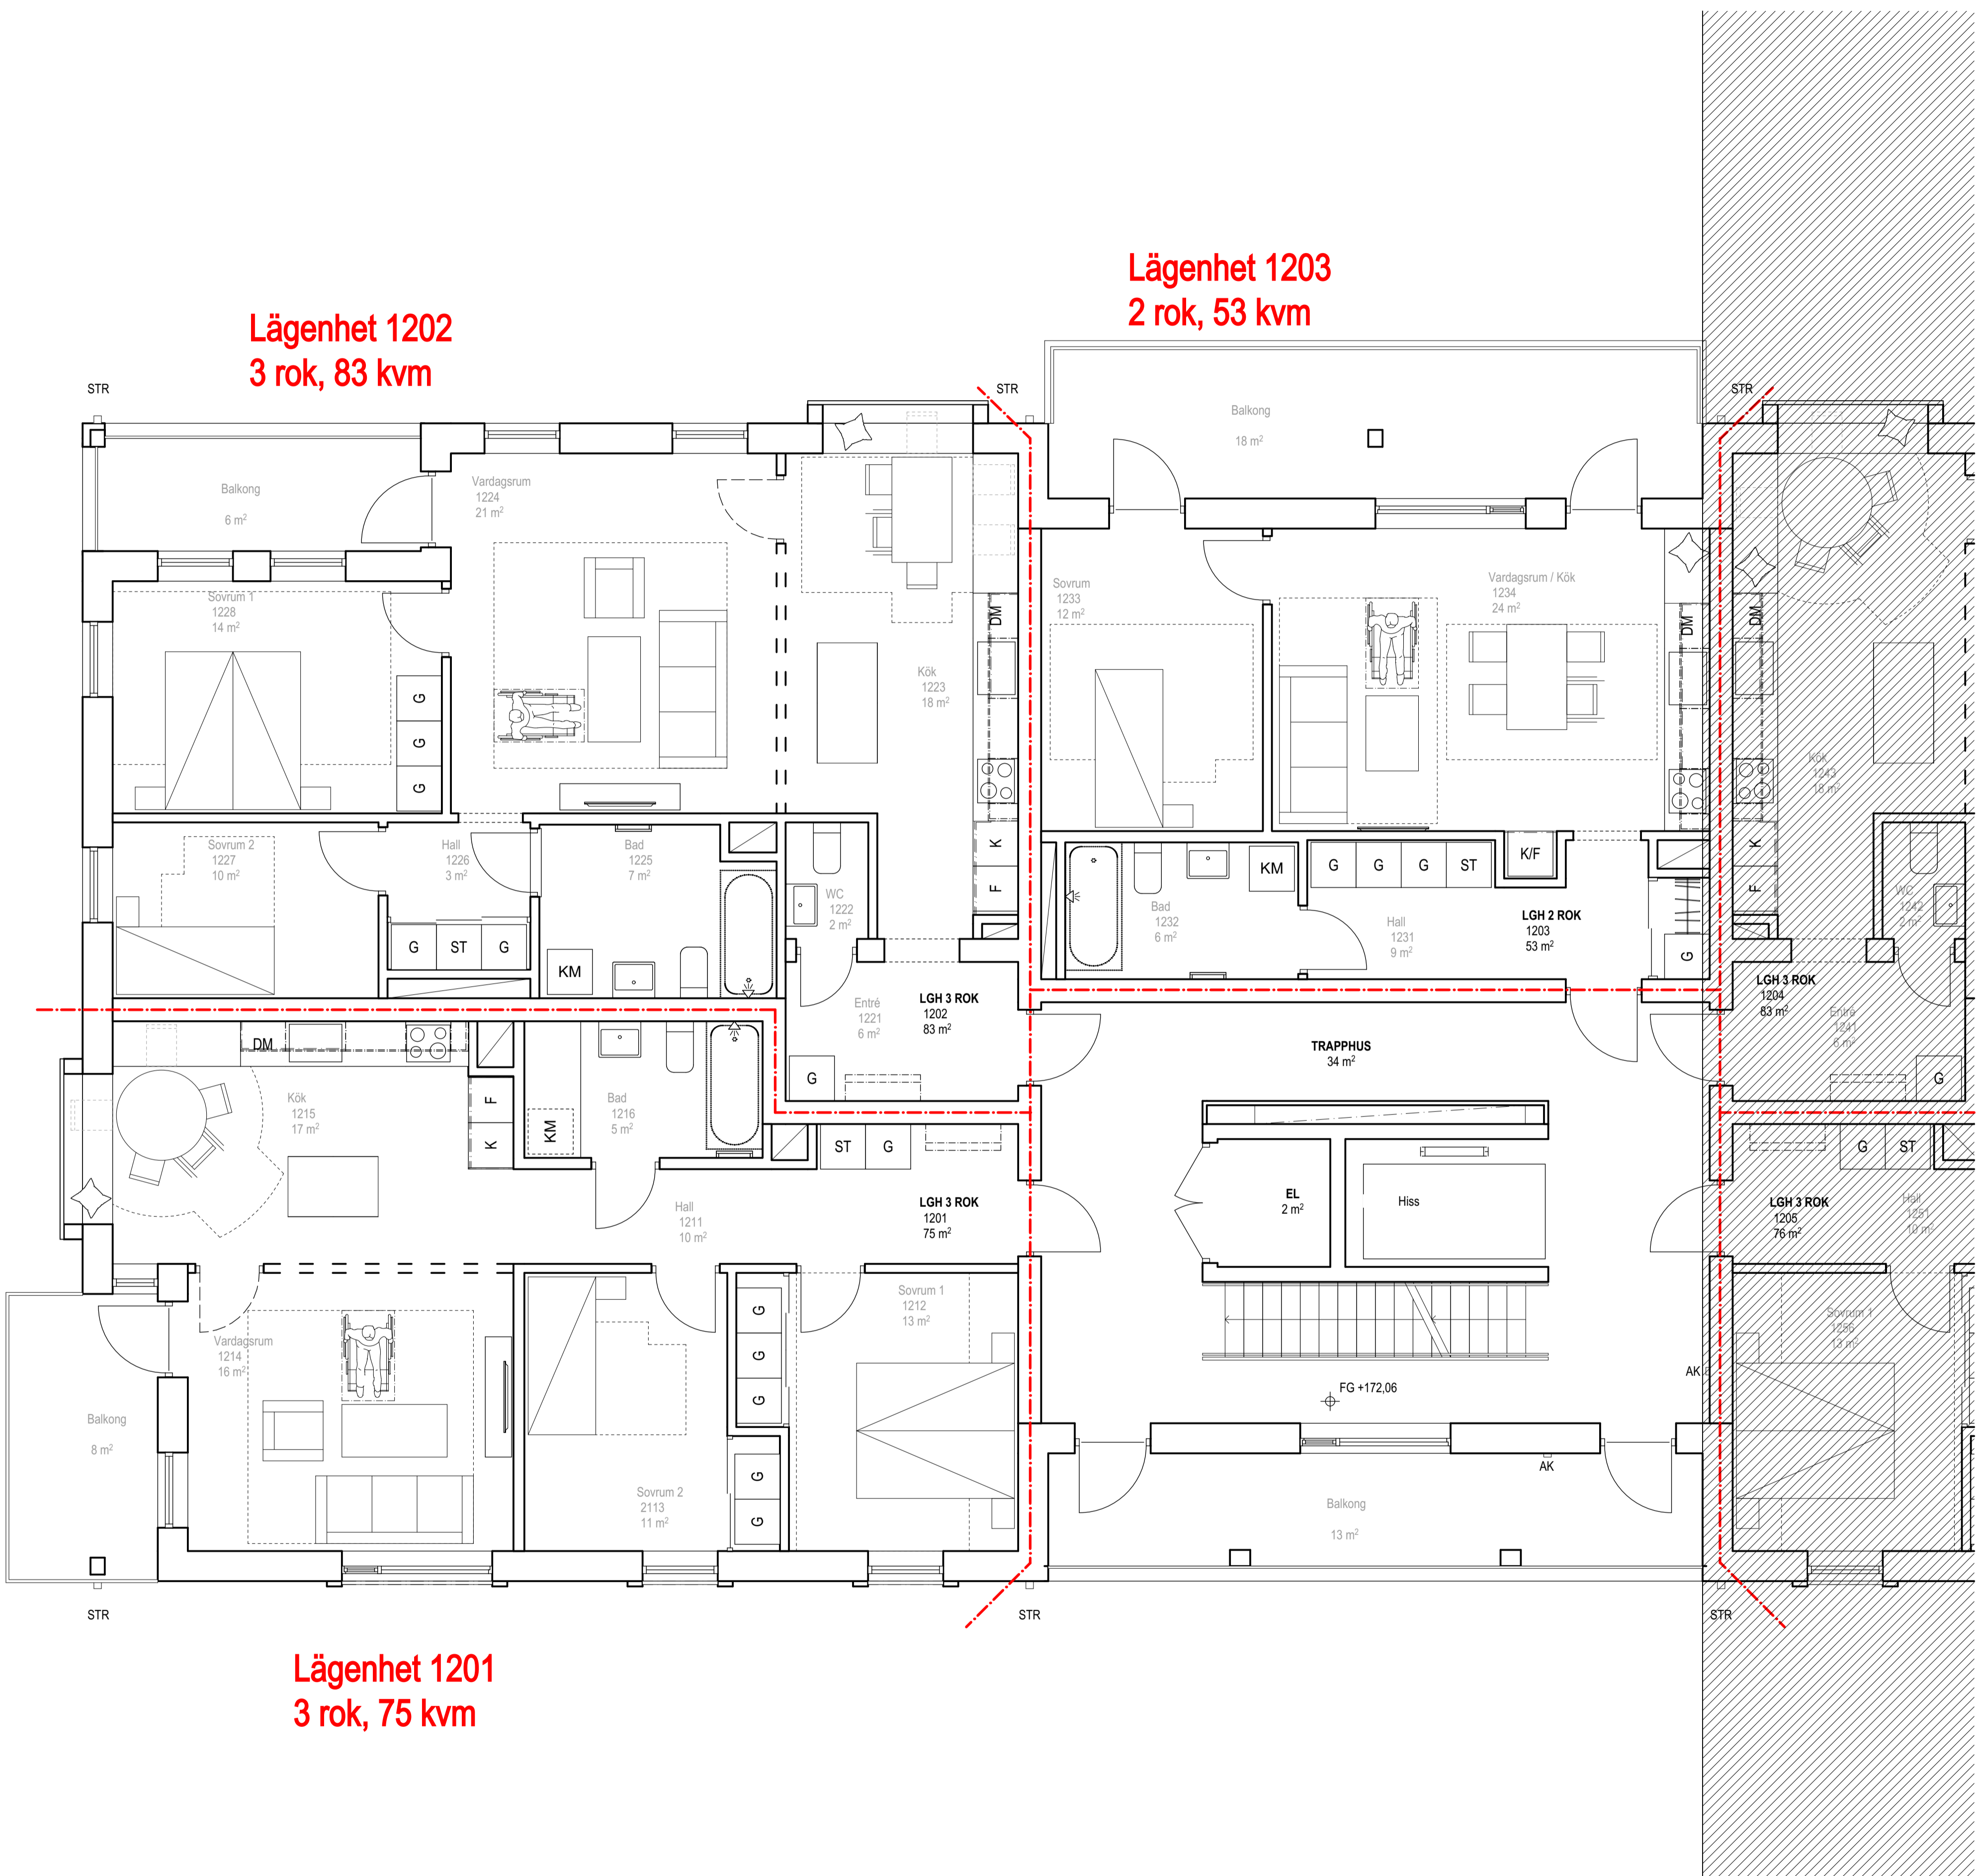 Lägenhet 1203
2 rok, 53 kvm
Lägenhet 1202
3 rok, 83 kvm
STR
STR
STR
Balkong
18 m²
Balkong
6 m²
Vardagsrum
1224
21 m²
Sovrum 1
1228
14 m²
G
G
G
Kök
1223
18 m²
DM
K
F
Sovrum
1233
12 m²
Vardagsrum / Kök
1234
24 m²
DM
K/F
DM
Kök
1243
18 m²
K
F
Sovrum 2
1227
10 m²
Hall
1226
3 m²
G
ST
G
Bad
1225
7 m²
KM
WC
1222
2 m²
Entré
1221
6 m²
G
LGH 3 ROK
1202
83 m²
Bad
1232
6 m²
KM
G
G
G
ST
Hall
1231
9 m²
LGH 2 ROK
1203
53 m²
G
WC
1242
2 m²
LGH 3 ROK
1204
83 m²
Entré
1241
6 m²
G
TRAPPHUS
34 m²
DM
Kök
1215
17 m²
F
K
Bad
1216
5 m²
KM
ST
G
Hall
1211
10 m²
LGH 3 ROK
1201
75 m²
EL
2 m²
Hiss
G
ST
LGH 3 ROK
1205
76 m²
Hall
1251
10 m²
Vardagsrum
1214
16 m²
Balkong
8 m²
Sovrum 2
2113
11 m²
G
G
G
G
G
Sovrum 1
1212
13 m²
FG +172,06
AK
AK
Sovrum 1
1256
13 m²
Balkong
13 m²
STR
STR
STR
Lägenhet 1201
3 rok, 75 kvm